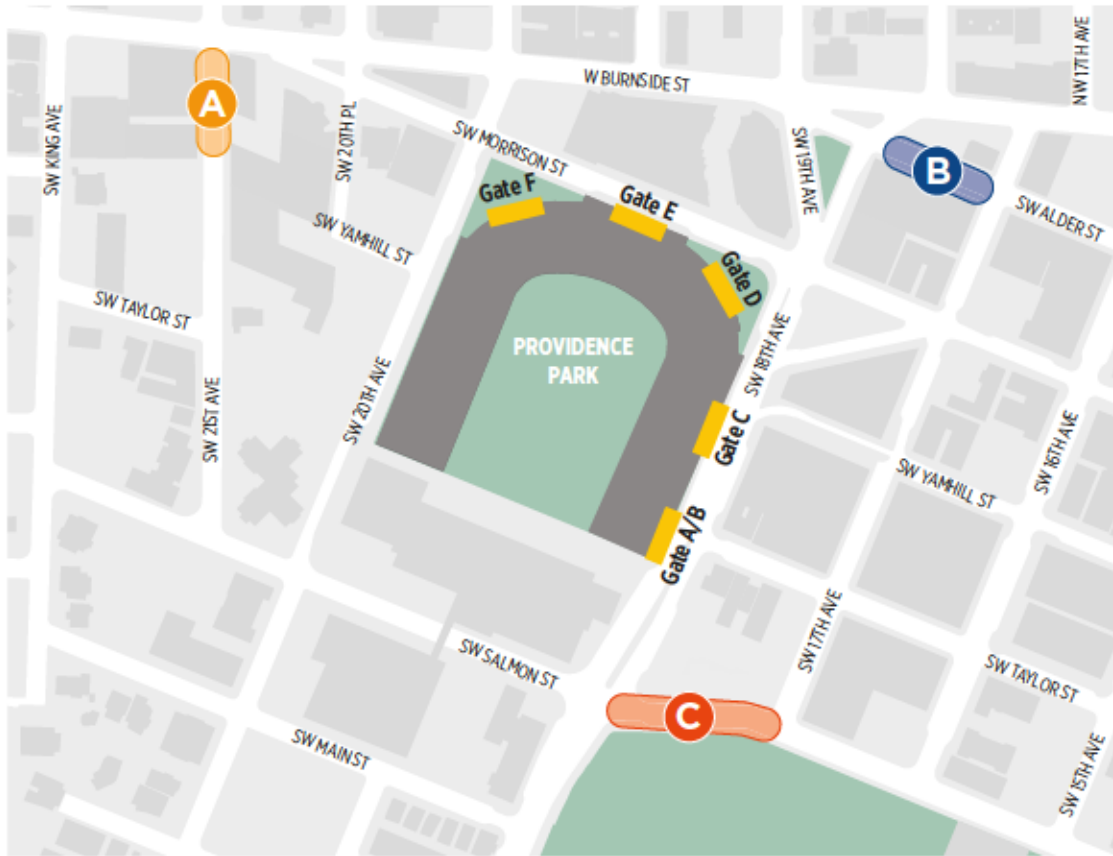 W BURNSIDE ST
NW 17TH AVE
A
SW KING AVE
SW 20TH PL
SW MORRISON ST
SW 19TH AVE
B
SW ALDER ST
Gate F
Gate E
SW YAMHILL ST
Gate D
SW TAYLOR ST
PROVIDENCE
PARK
SW 18TH AVE
SW 20TH AVE
SW 21ST AVE
Gate C
SW 16TH AVE
SW YAMHILL ST
Gate A/B
SW 17TH AVE
SW SALMON ST
SW TAYLOR ST
C
SW MAIN ST
SW 15TH AVE